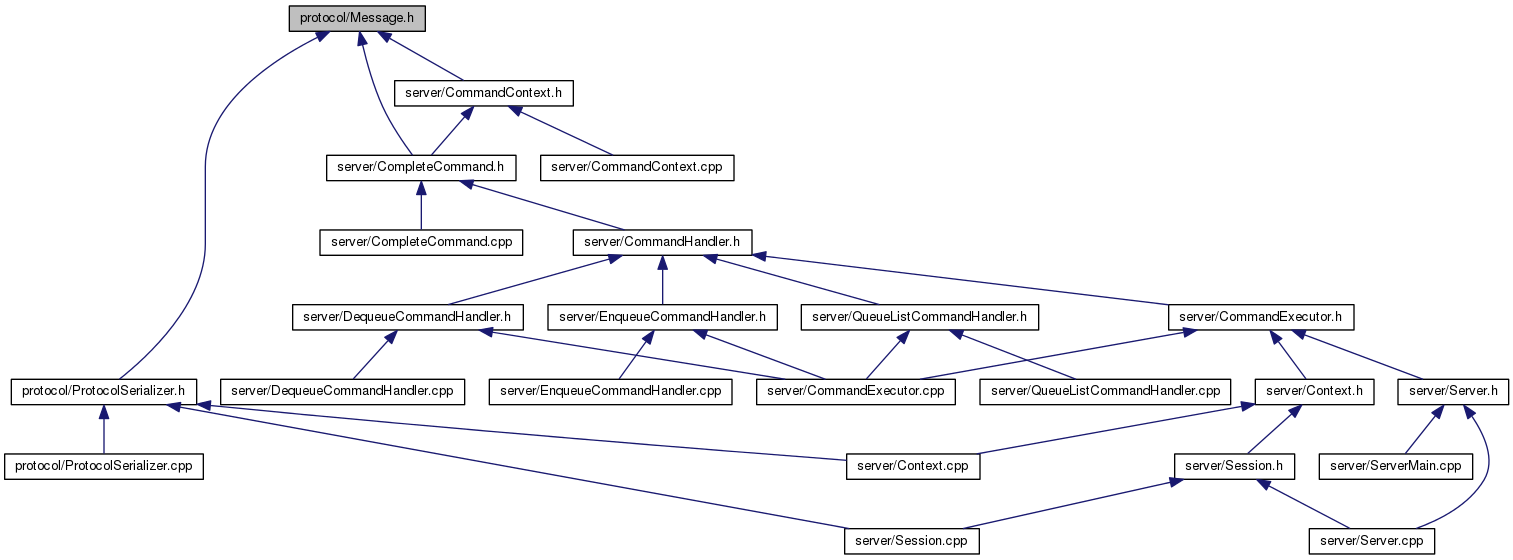 protocol/Message.h
server/CommandContext.h
server/CompleteCommand.h
server/CommandContext.cpp
server/CompleteCommand.cpp
server/CommandHandler.h
server/DequeueCommandHandler.h
server/EnqueueCommandHandler.h
server/QueueListCommandHandler.h
server/CommandExecutor.h
protocol/ProtocolSerializer.h
server/DequeueCommandHandler.cpp
server/EnqueueCommandHandler.cpp
server/CommandExecutor.cpp
server/QueueListCommandHandler.cpp
server/Context.h
server/Server.h
protocol/ProtocolSerializer.cpp
server/Context.cpp
server/Session.h
server/ServerMain.cpp
server/Session.cpp
server/Server.cpp